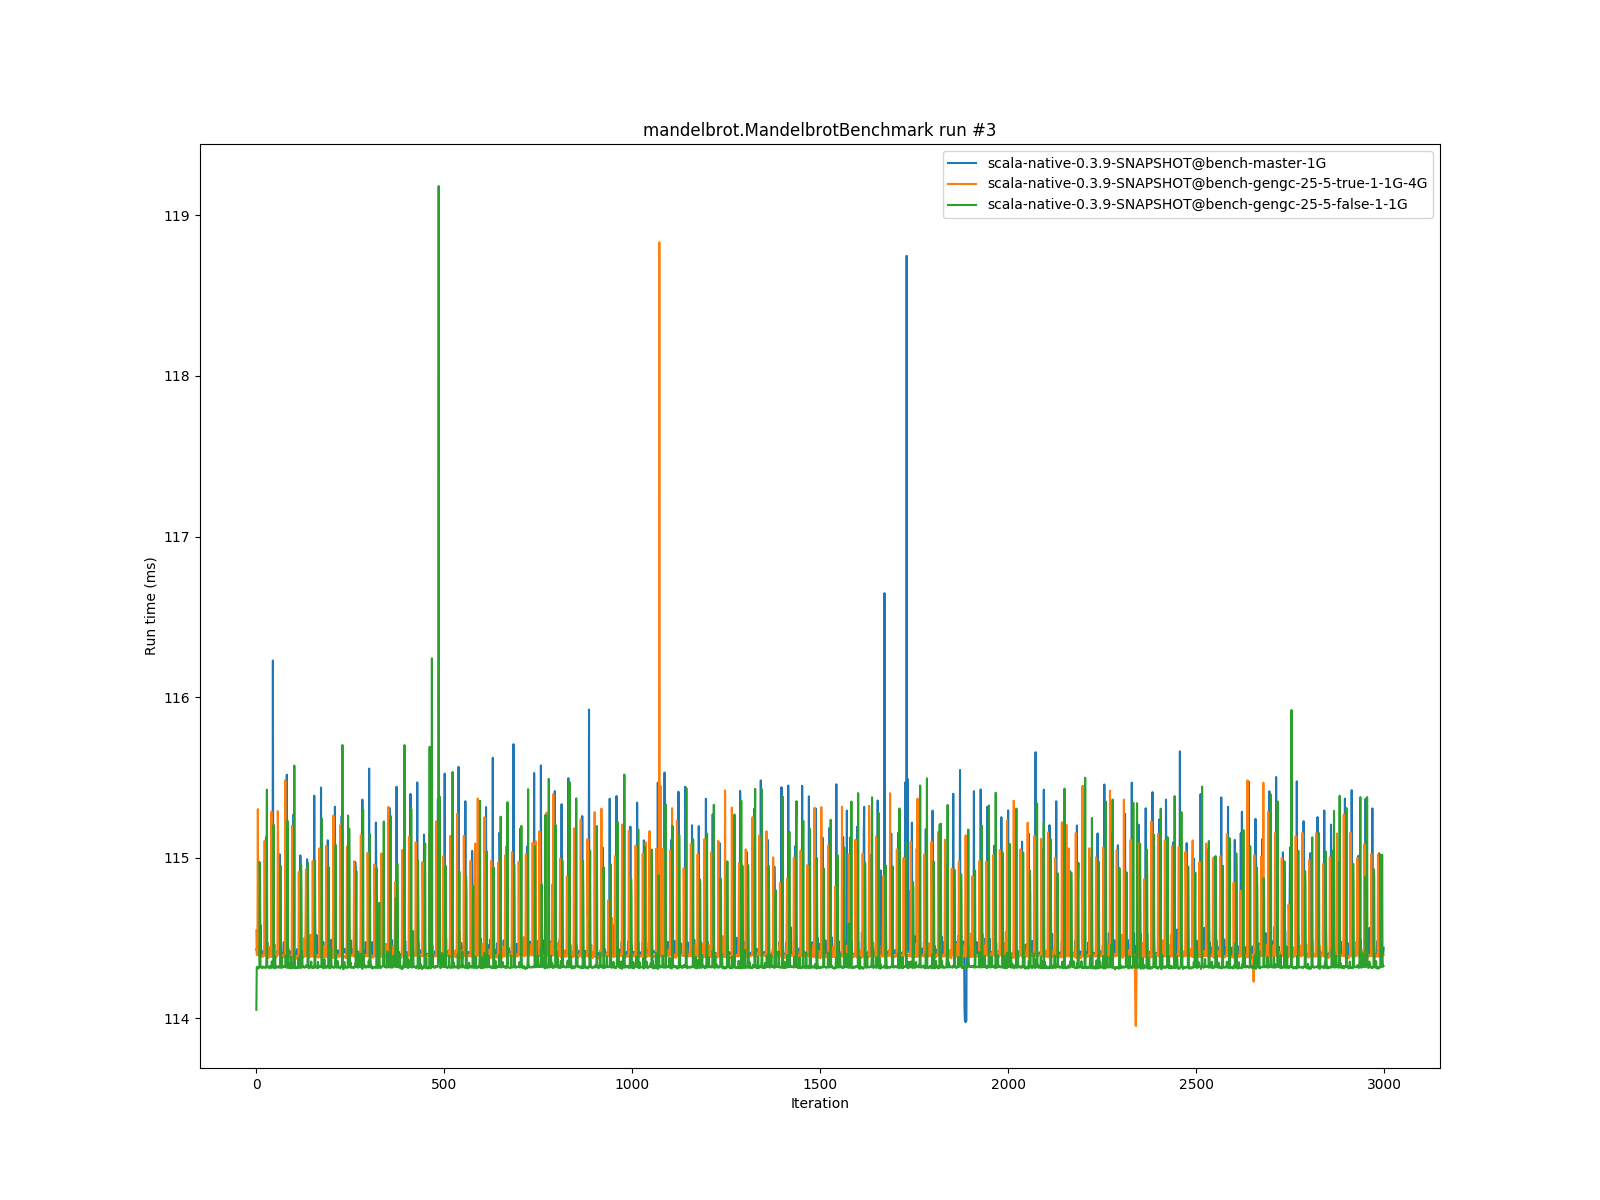 mandelbrot.MandelbrotBenchmark run #3
scala-native-0.3.9-SNAPSHOT@bench-master-1G
scala-native-0.3.9-SNAPSHOT@bench-gengc-25-5-true-1-1G-4G
scala-native-0.3.9-SNAPSHOT@bench-gengc-25-5-false-1-1G
119
118
117
116
115
114
Run time (ms)
0 500 1000 1500 2000 2500 3000
Iteration